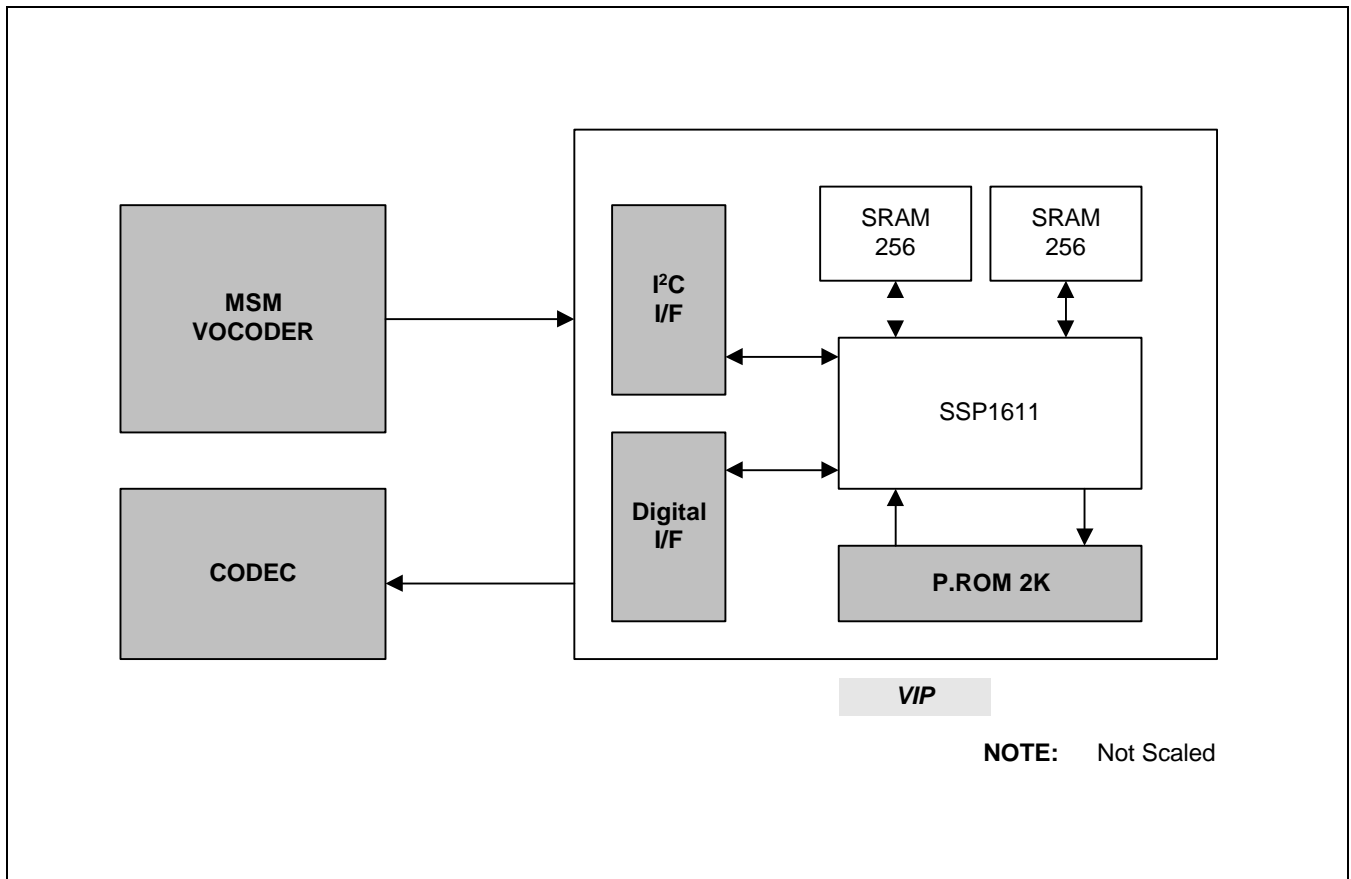 MSM
VOCODER
CODEC
I²C
I/F
Digital
I/F
SRAM
256
SRAM
256
SSP1611
P.ROM 2K
VIP
NOTE: Not Scaled